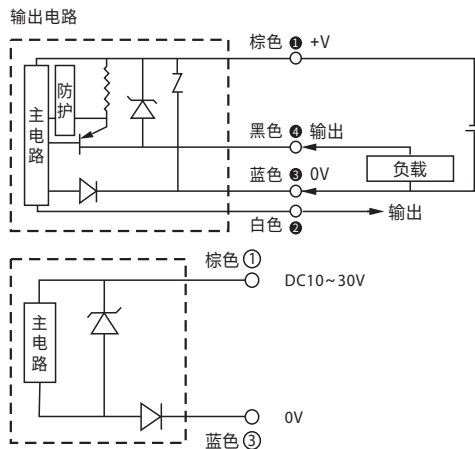 输出电路
棕色 ❶ +V
防护
主电路
黑色 ❹ 输出
蓝色 ❸ 0V
负载
输出
白色 ❷
棕色 ①
DC10~30V
主电路
0V
蓝色 ③